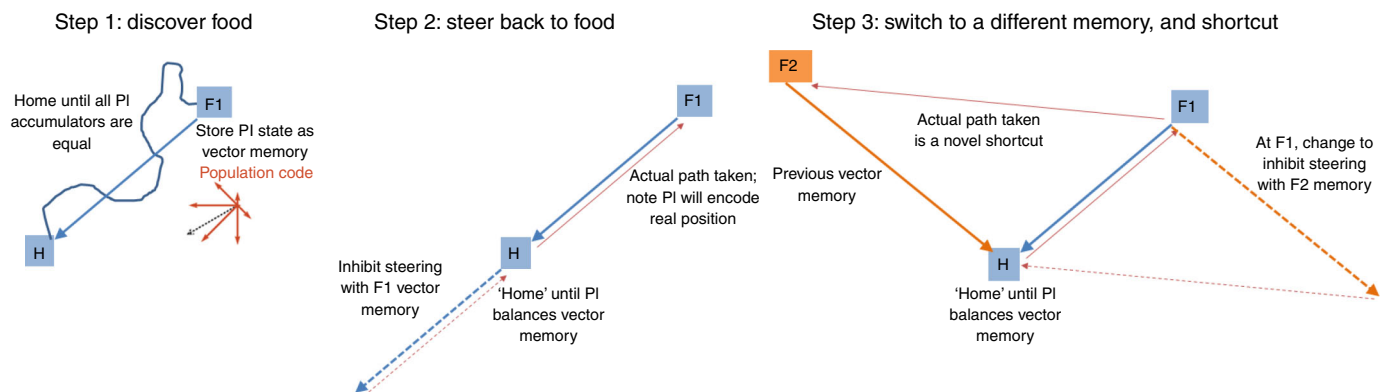 Step 1: discover food
Home until all PI
accumulators are
equal
F1
Store PI state as
vector memory
Population code
H
Step 2: steer back to food
F1
Actual path taken;
note PI will encode
real position
H
Inhibit steering
with F1 vector
memory
‘Home’ until PI
balances vector
memory
Step 3: switch to a different memory, and shortcut
F2
F1
Actual path taken
is a novel shortcut
At F1, change to
inhibit steering
with F2 memory
Previous vector
memory
H
‘Home’ until PI
balances vector
memory